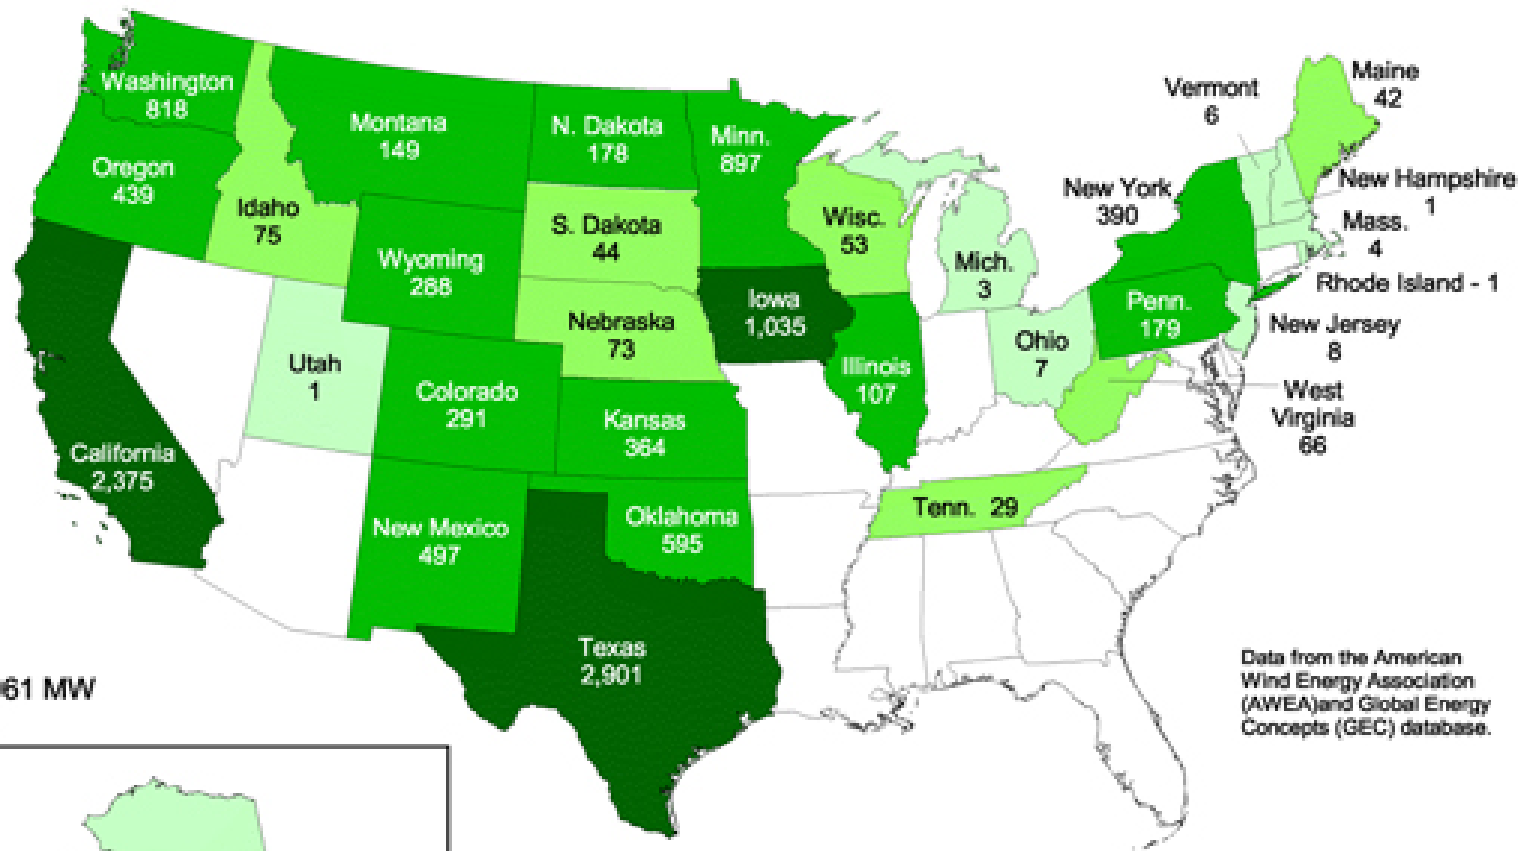 Washington
818
Oregon
439
Idaho
75
Montana
149
N. Dakota
178
Minn.
897
Wyoming
288
S. Dakota
44
Wisc.
53
Mich.
3
Vermont
6
Maine
42
New York
390
New Hampshire
1
Mass.
4
Rhode Island - 1
New Jersey
8
Penn.
179
West
Virginia
66
Ohio
7
Iowa
1,035
Illinois
107
Nebraska
73
Utah
1
Colorado
291
Kansas
364
California
2,375
New Mexico
497
Oklahoma
595
Tenn. 29
Texas
2,901
61 MW
Data from the American
Wind Energy Association
(AWEA)and Global Energy
Concepts (GEC) database.